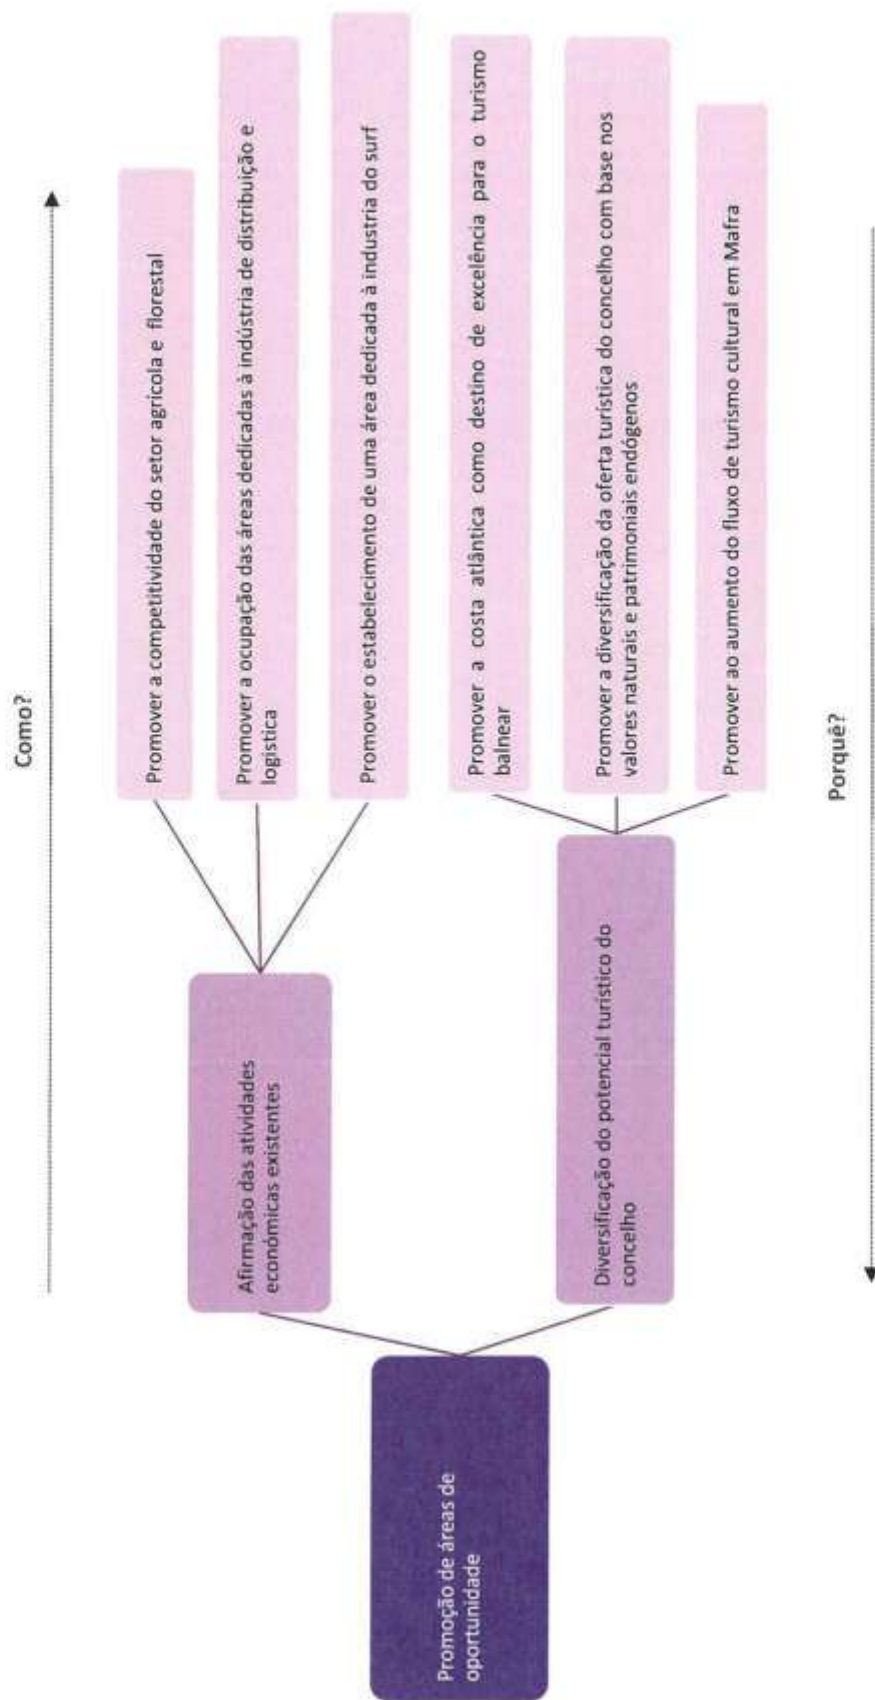 Como?
Promoção de áreas de
oportunidade
Afirmação das atividades
económicas existentes
Promover a competitividade do setor agrícola e florestal
Promover a ocupação das áreas dedicadas à indústria de distribuição e
logística
Promover o estabelecimento de uma área dedicada à industria do surf
Diversificação do potencial turístico do
concelho
Promover a costa atlântica como destino de excelência para o turismo
balnear
Promover a diversificação da oferta turística do concelho com base nos
valores naturais e patrimoniais endógenos
Promover ao aumento do fluxo de turismo cultural em Mafra
Porquê?